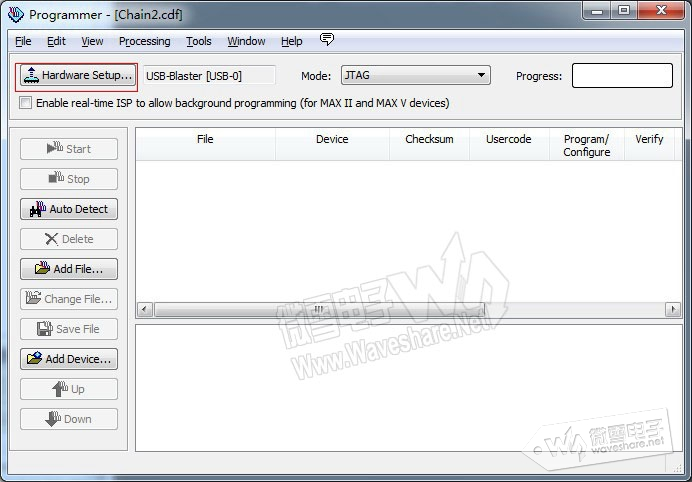 Programmer - [Chain2.cdf]
File Edit View Processing Tools Window Help
Hardware Setup... USB-Blaster [USB-0] Mode: JTAG Progress:
Enable real-time ISP to allow background programming (for MAX II and MAX V devices)
File Device Checksum Usercode Program/ Verify
Configure
Start
Stop
Auto Detect
Delete
Add File...
Change File...
Save File
Add Device...
Up
Down
微雪电子
Www.Waveshare.Net
微雪电子
waveshare.net